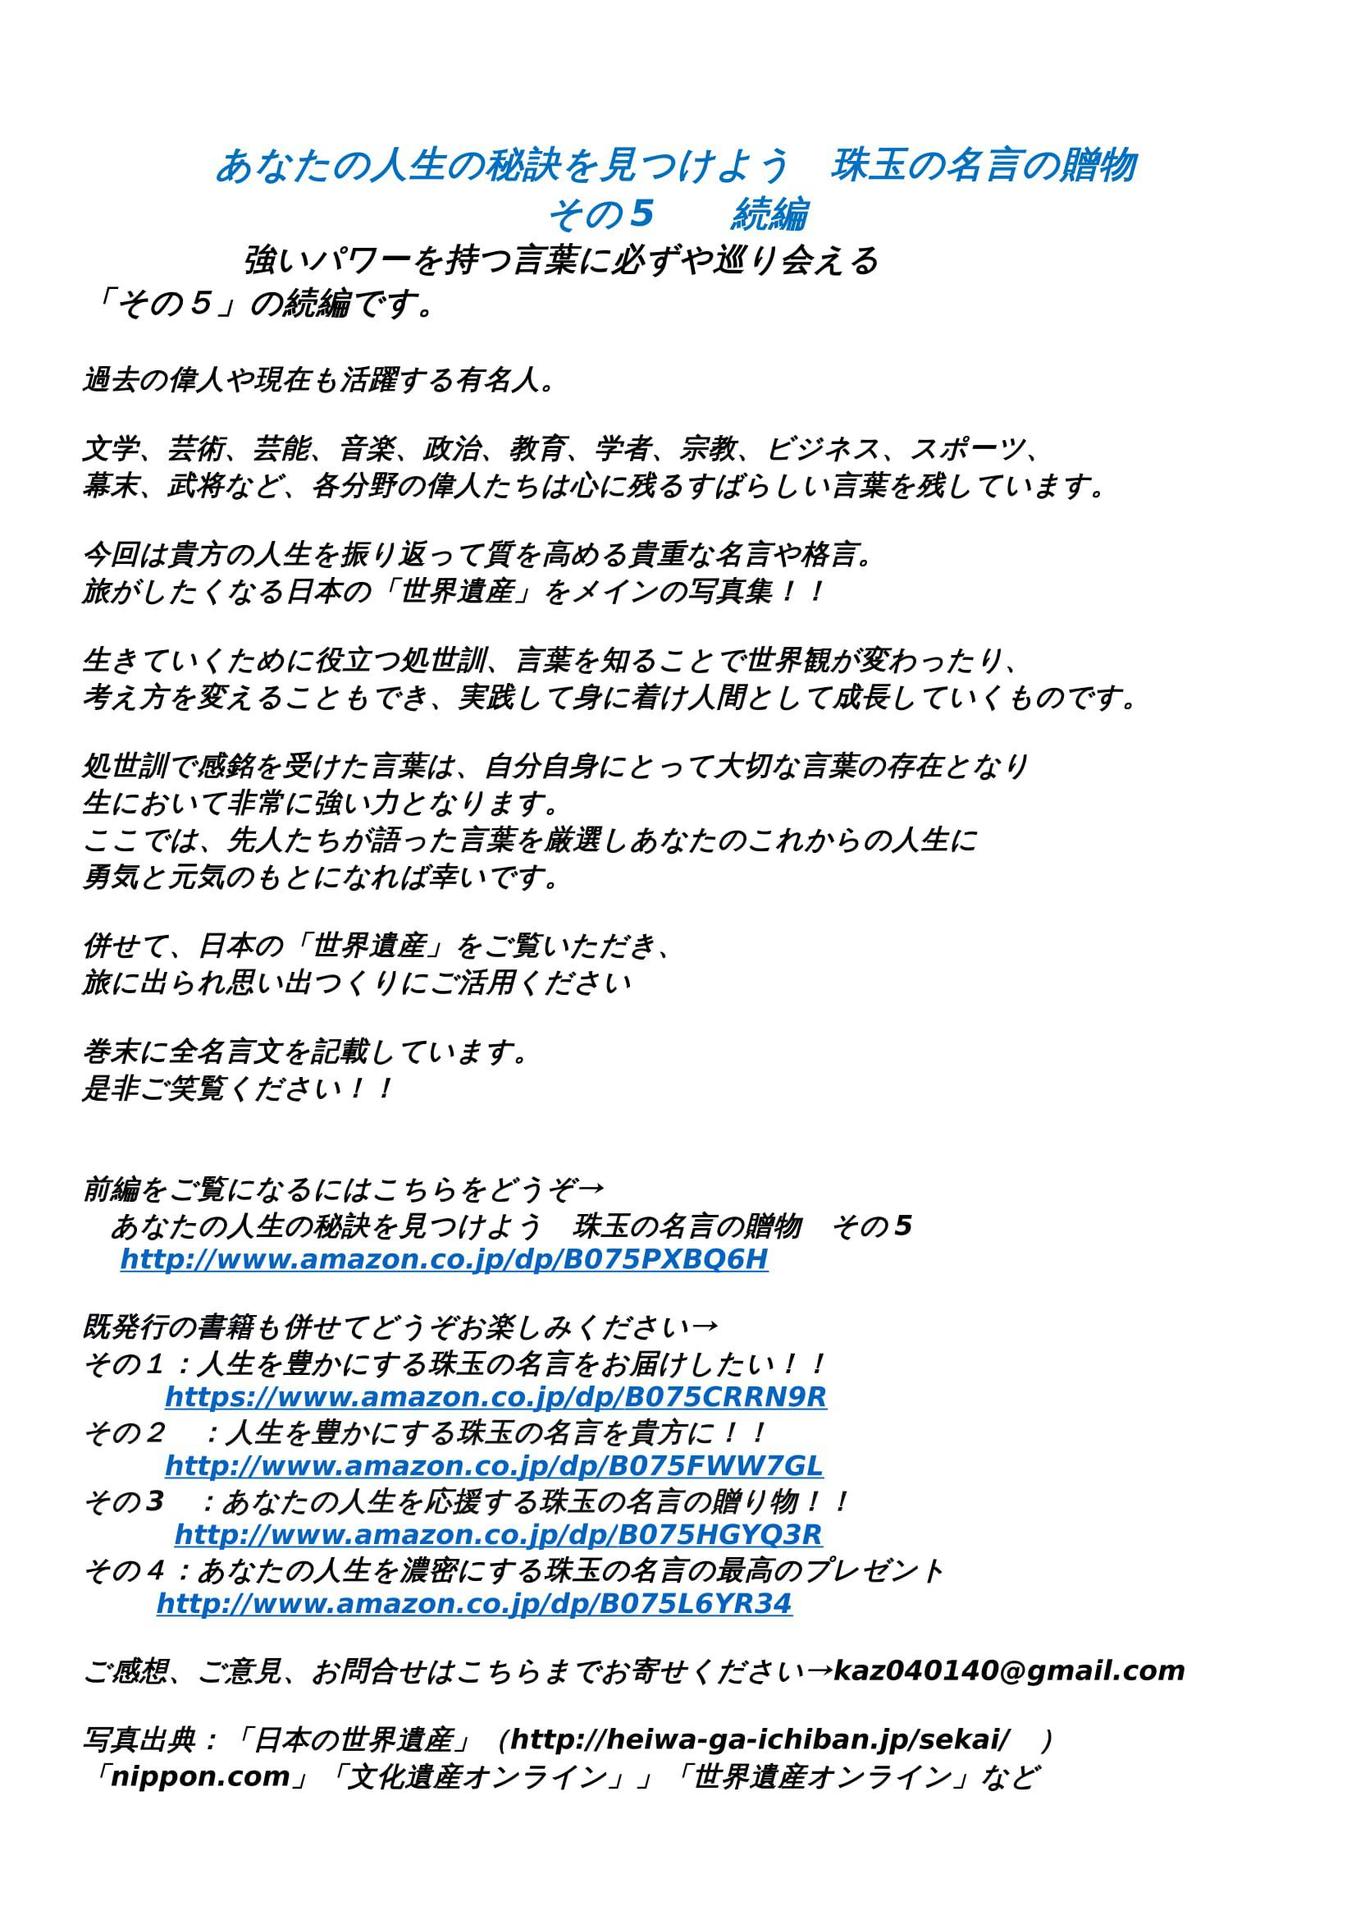 あなたの人生の秘訣を見つけよう　珠玉の名言の贈物
その5　　続編
強いパワーを持つ言葉に必ずや巡り会える
「その５」の続編です。
過去の偉人や現在も活躍する有名人。
文学、芸術、芸能、音楽、政治、教育、学者、宗教、ビジネス、スポーツ、
幕末、武将など、各分野の偉人たちは心に残るすばらしい言葉を残しています。
今回は貴方の人生を振り返って質を高める貴重な名言や格言。
旅がしたくなる日本の「世界遺産」をメインの写真集！！
生きていくために役立つ処世訓、言葉を知ることで世界観が変わったり、
考え方を変えることもでき、実践して身に着け人間として成長していくものです。
処世訓で感銘を受けた言葉は、自分自身にとって大切な言葉の存在となり
生において非常に強い力となります。
ここでは、先人たちが語った言葉を厳選しあなたのこれからの人生に
勇気と元気のもとになれば幸いです。
併せて、日本の「世界遺産」をご覧いただき、
旅に出られ思い出つくりにご活用ください
巻末に全名言文を記載しています。
是非ご笑覧ください！！
前編をご覧になるにはこちらをどうぞ→
あなたの人生の秘訣を見つけよう　珠玉の名言の贈物　その5
http://www.amazon.co.jp/dp/B075PXBQ6H
既発行の書籍も併せてどうぞお楽しみください→
その１：人生を豊かにする珠玉の名言をお届けしたい！！
https://www.amazon.co.jp/dp/B075CRRN9R
その２　：人生を豊かにする珠玉の名言を貴方に！！
http://www.amazon.co.jp/dp/B075FWW7GL
その3　：あなたの人生を応援する珠玉の名言の贈り物！！
http://www.amazon.co.jp/dp/B075HGYQ3R
その４：あなたの人生を濃密にする珠玉の名言の最高のプレゼント
http://www.amazon.co.jp/dp/B075L6YR34
ご感想、ご意見、お問合せはこちらまでお寄せください→kaz040140@gmail.com
写真出典：「日本の世界遺産」（http://heiwa-ga-ichiban.jp/sekai/　）
「nippon.com」「文化遺産オンライン」」「世界遺産オンライン」など